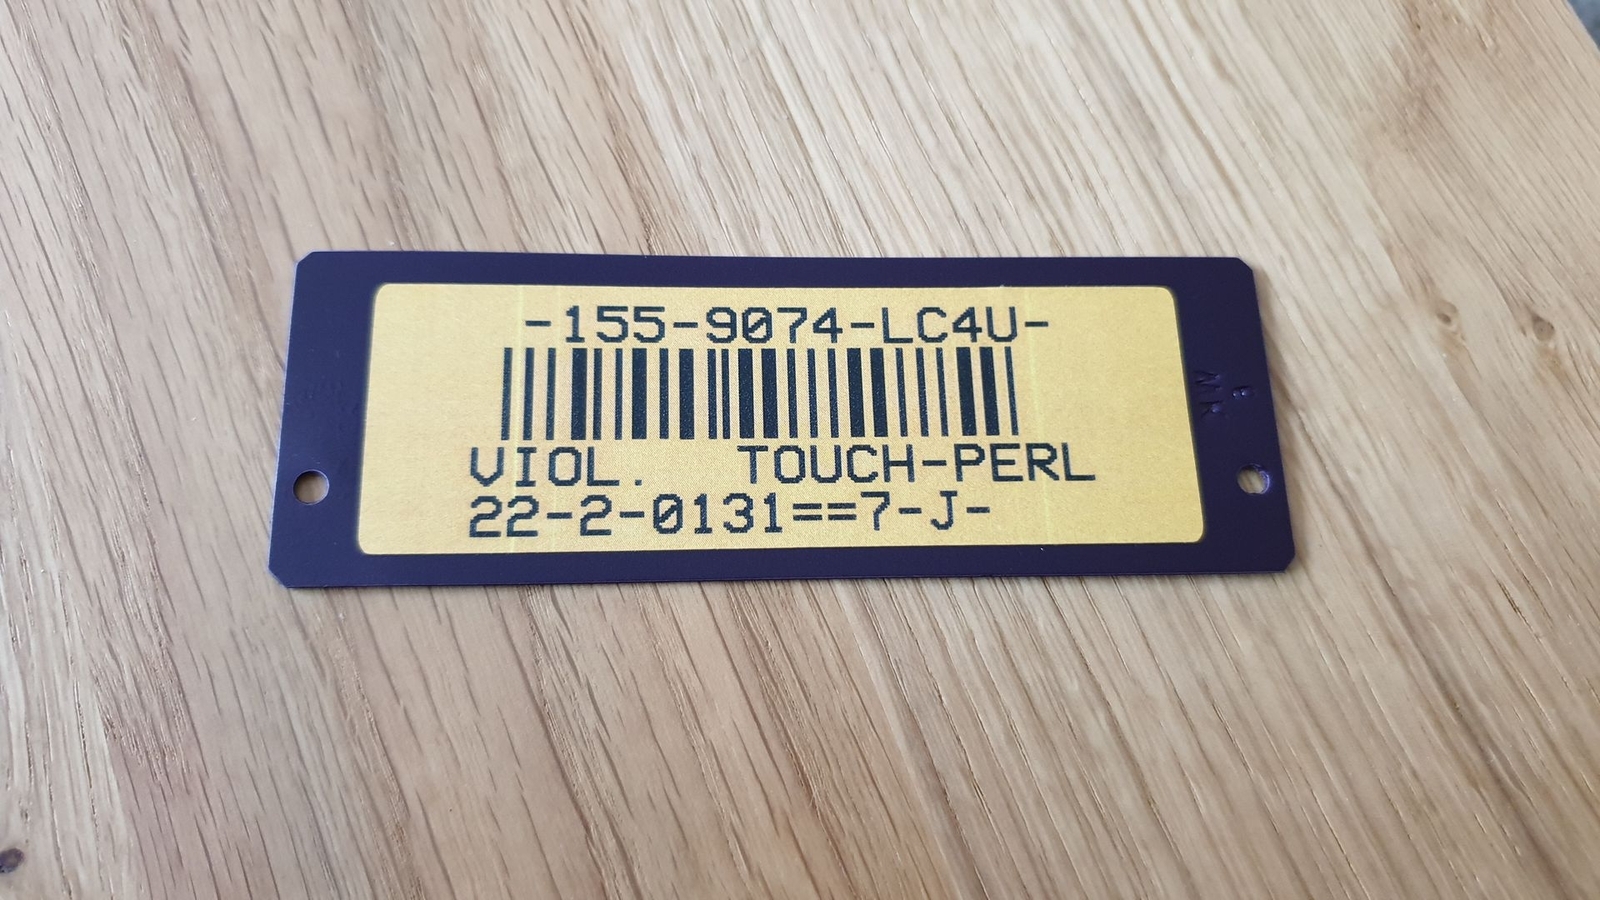 -155-9074-LC4U-
VIOL. TOUCH-PERL
22-2-0131==7-J-